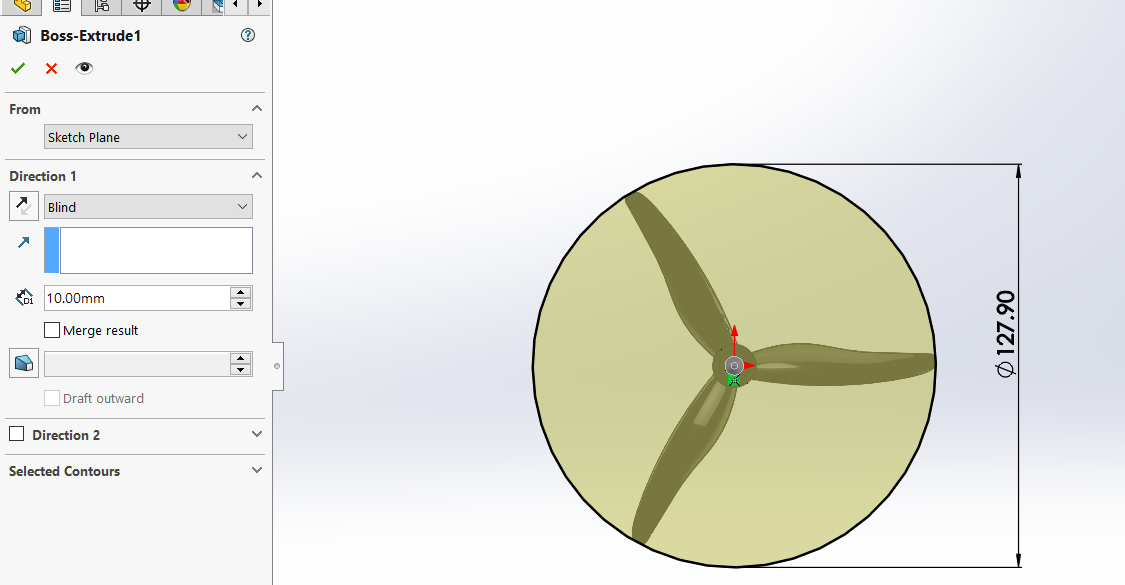 Boss-Extrude1
From
Sketch Plane
Direction 1
Blind
D1
10.00mm
Merge result
Draft outward
Direction 2
Selected Contours
⌀127.90